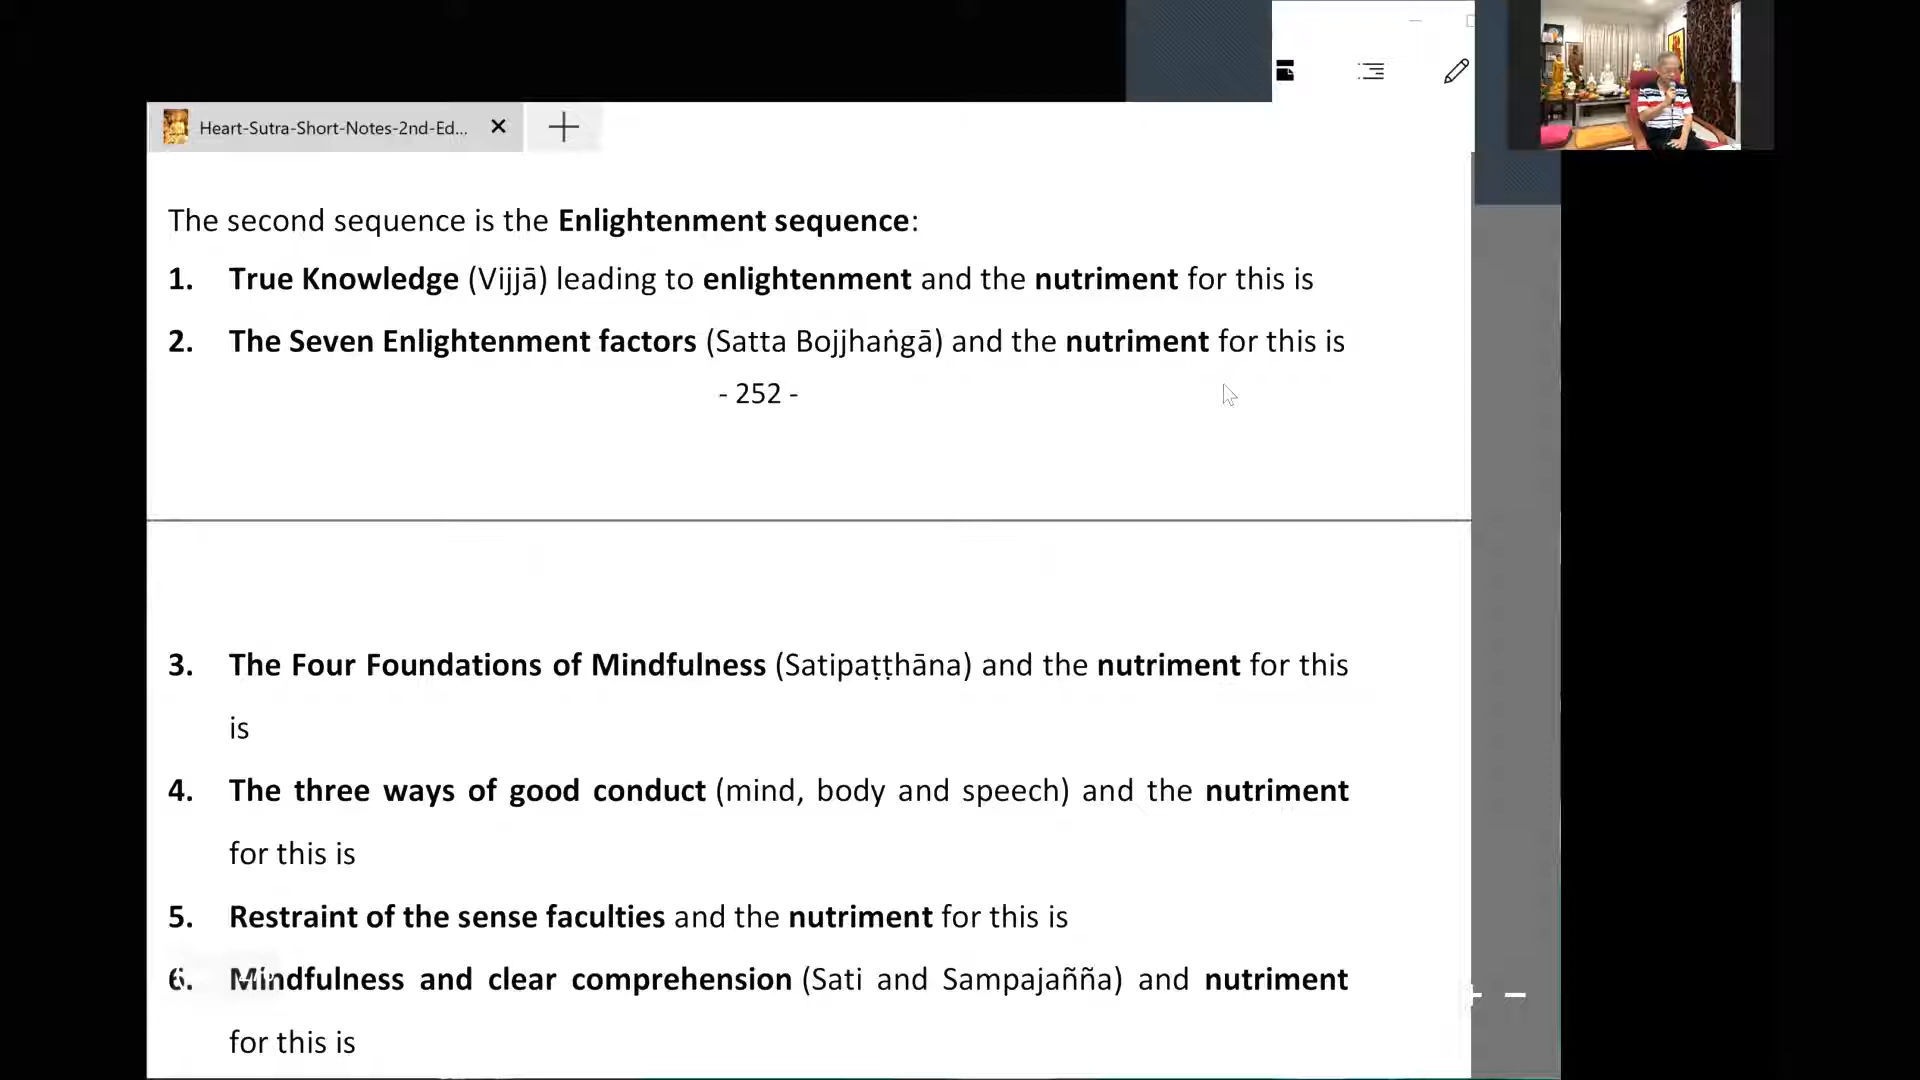 Heart-Sutra-Short-Notes-2nd-Ed...
The second sequence is the Enlightenment sequence:
1. True Knowledge (Vijjā) leading to enlightenment and the nutriment for this is
2. The Seven Enlightenment factors (Satta Bojjhaṅgā) and the nutriment for this is
- 252 -
3. The Four Foundations of Mindfulness (Satipaṭṭhāna) and the nutriment for this
is
4. The three ways of good conduct (mind, body and speech) and the nutriment
for this is
5. Restraint of the sense faculties and the nutriment for this is
6. Mindfulness and clear comprehension (Sati and Sampajañña) and nutriment
for this is